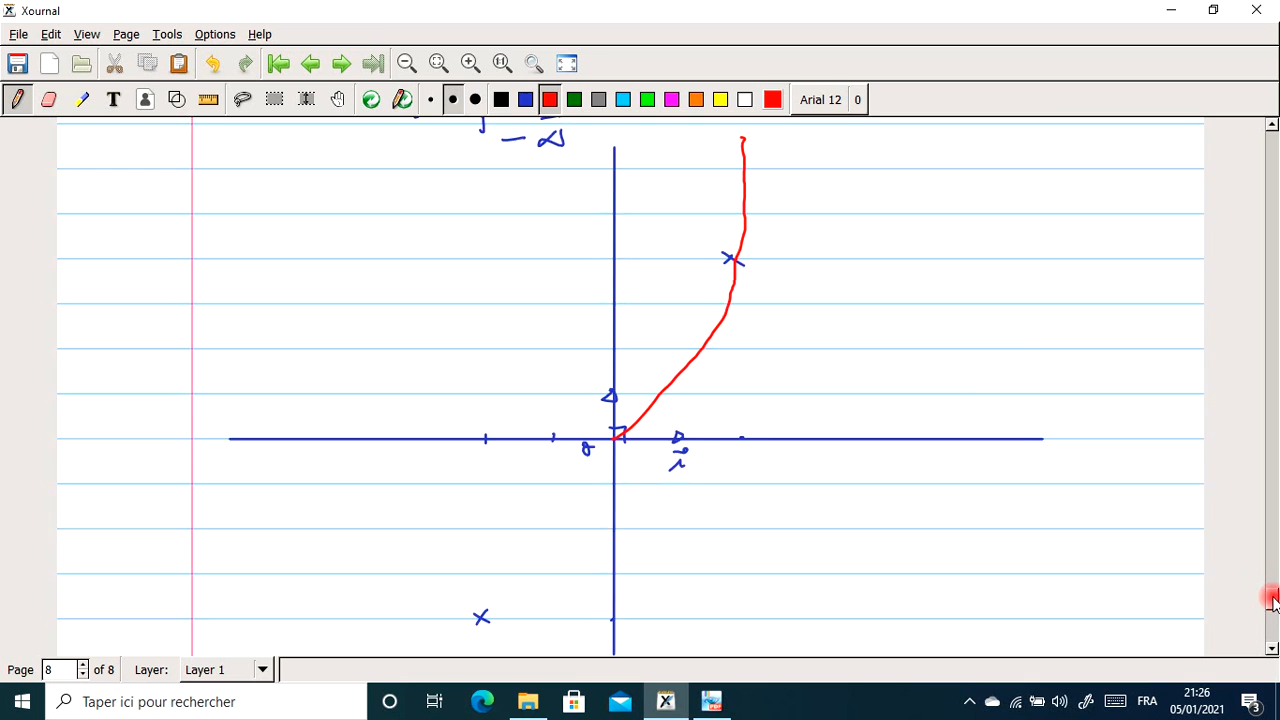 Xournal
File Edit View Page Tools Options Help
Arial 12 0
- ∝
Page 8 of 8 Layer: Layer 1
Taper ici pour rechercher
FRA
21:26
05/01/2021
3